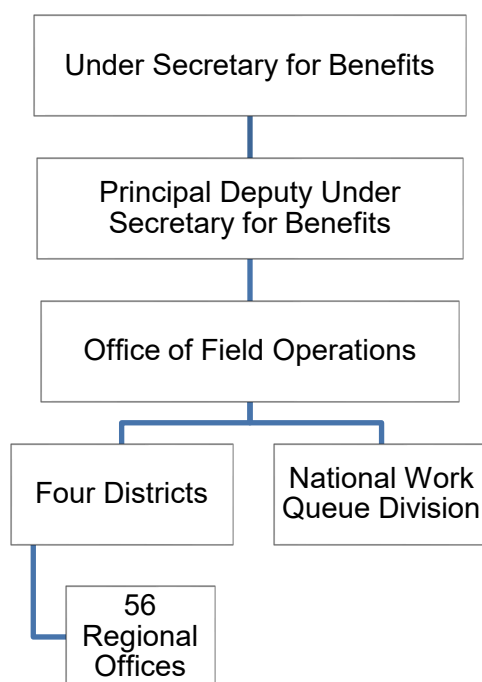 Under Secretary for Benefits
Principal Deputy Under
Secretary for Benefits
Office of Field Operations
Four Districts
National Work
Queue Division
56
Regional
Offices